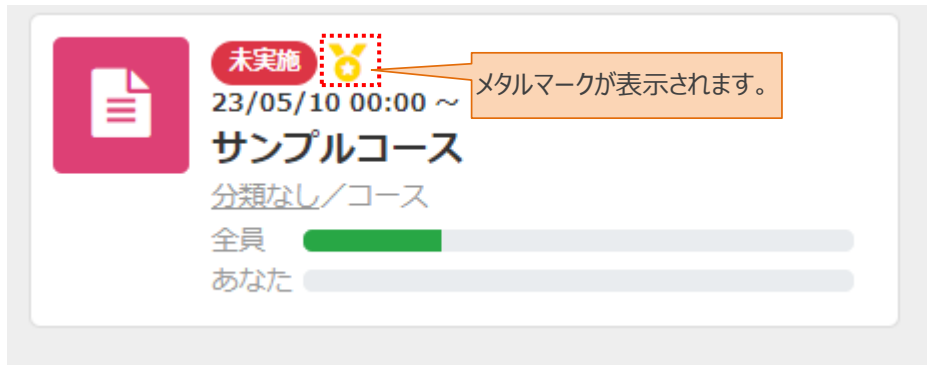 未実施
メタルマークが表示されます。
23/05/10 00:00 ～
サンプルコース
分類なし／コース
全員
あなた